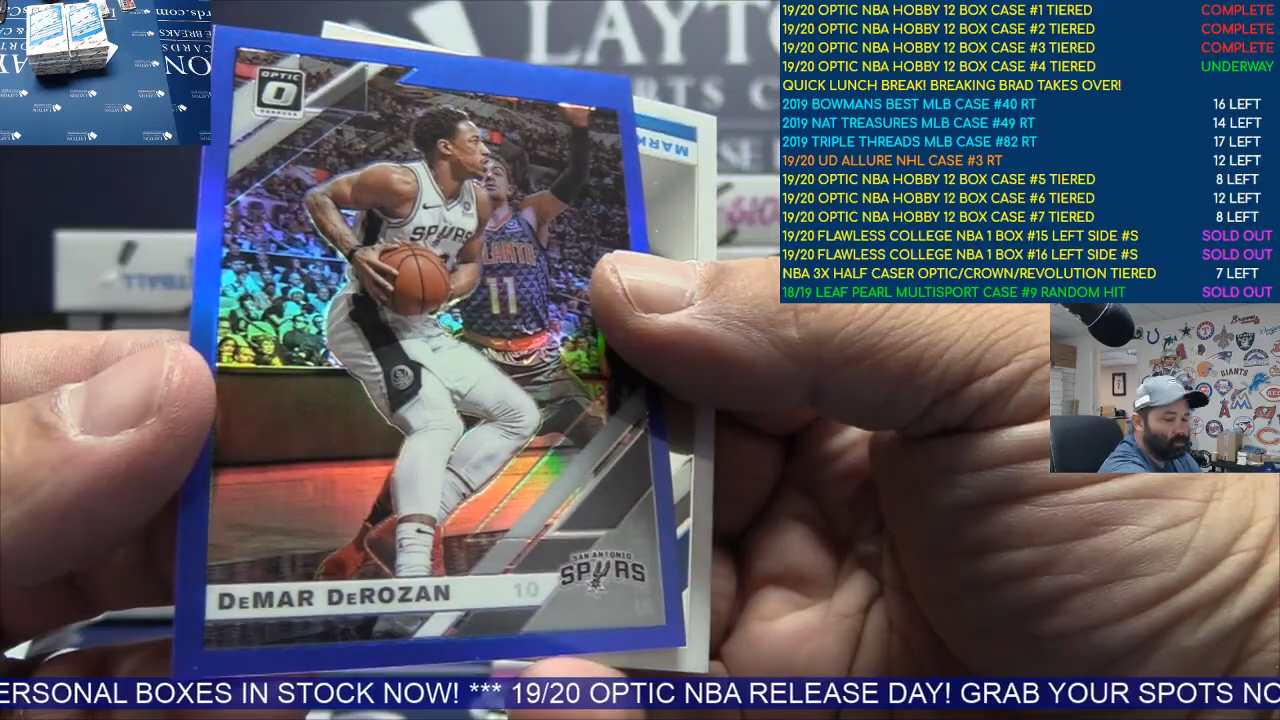 19/20 OPTIC NBA HOBBY 12 BOX CASE #1 TIERED COMPLETE
19/20 OPTIC NBA HOBBY 12 BOX CASE #2 TIERED COMPLETE
19/20 OPTIC NBA HOBBY 12 BOX CASE #3 TIERED COMPLETE
19/20 OPTIC NBA HOBBY 12 BOX CASE #4 TIERED UNDERWAY
QUICK LUNCH BREAK! BREAKING BRAD TAKES OVER!
2019 BOWMANS BEST MLB CASE #40 RT 16 LEFT
2019 NAT TREASURES MLB CASE #49 RT 14 LEFT
2019 TRIPLE THREADS MLB CASE #82 RT 17 LEFT
19/20 UD ALLURE NHL CASE #3 RT 12 LEFT
19/20 OPTIC NBA HOBBY 12 BOX CASE #5 TIERED 8 LEFT
19/20 OPTIC NBA HOBBY 12 BOX CASE #6 TIERED 12 LEFT
19/20 OPTIC NBA HOBBY 12 BOX CASE #7 TIERED 8 LEFT
19/20 FLAWLESS COLLEGE NBA 1 BOX #15 LEFT SIDE #S SOLD OUT
19/20 FLAWLESS COLLEGE NBA 1 BOX #16 LEFT SIDE #S SOLD OUT
NBA 3X HALF CASER OPTIC/CROWN/REVOLUTION TIERED 7 LEFT
18/19 LEAF PEARL MULTISPORT CASE #9 RANDOM HIT SOLD OUT
LAYTO
RTS C
OPTIC
MARK
SPURS
ATLANTA
11
GIANTS
Braves
DEMAR DEROZAN 10
SAN ANTONIO
SPURS
ERSONAL BOXES IN STOCK NOW! *** 19/20 OPTIC NBA RELEASE DAY! GRAB YOUR SPOTS NO